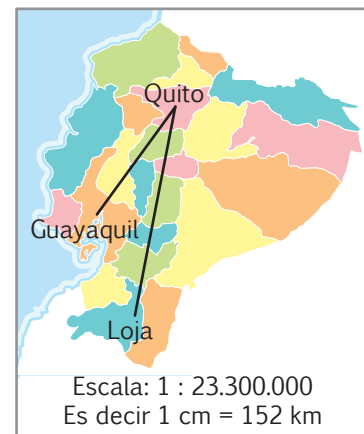 Quito
Guayaquil
Loja
Escala: 1 : 23.300.000
Es decir 1 cm = 152 km